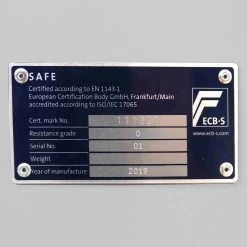 SAFE
Certified according to EN 1143-1
European Certification Body GmbH, Frankfurt/Main
accredited according to ISO/IEC 17065
ECB•S
www.ecb-s.com
Cert. mark No.
Resistance grade 0
Serial No. 01
Weight
Year of manufacture 2019